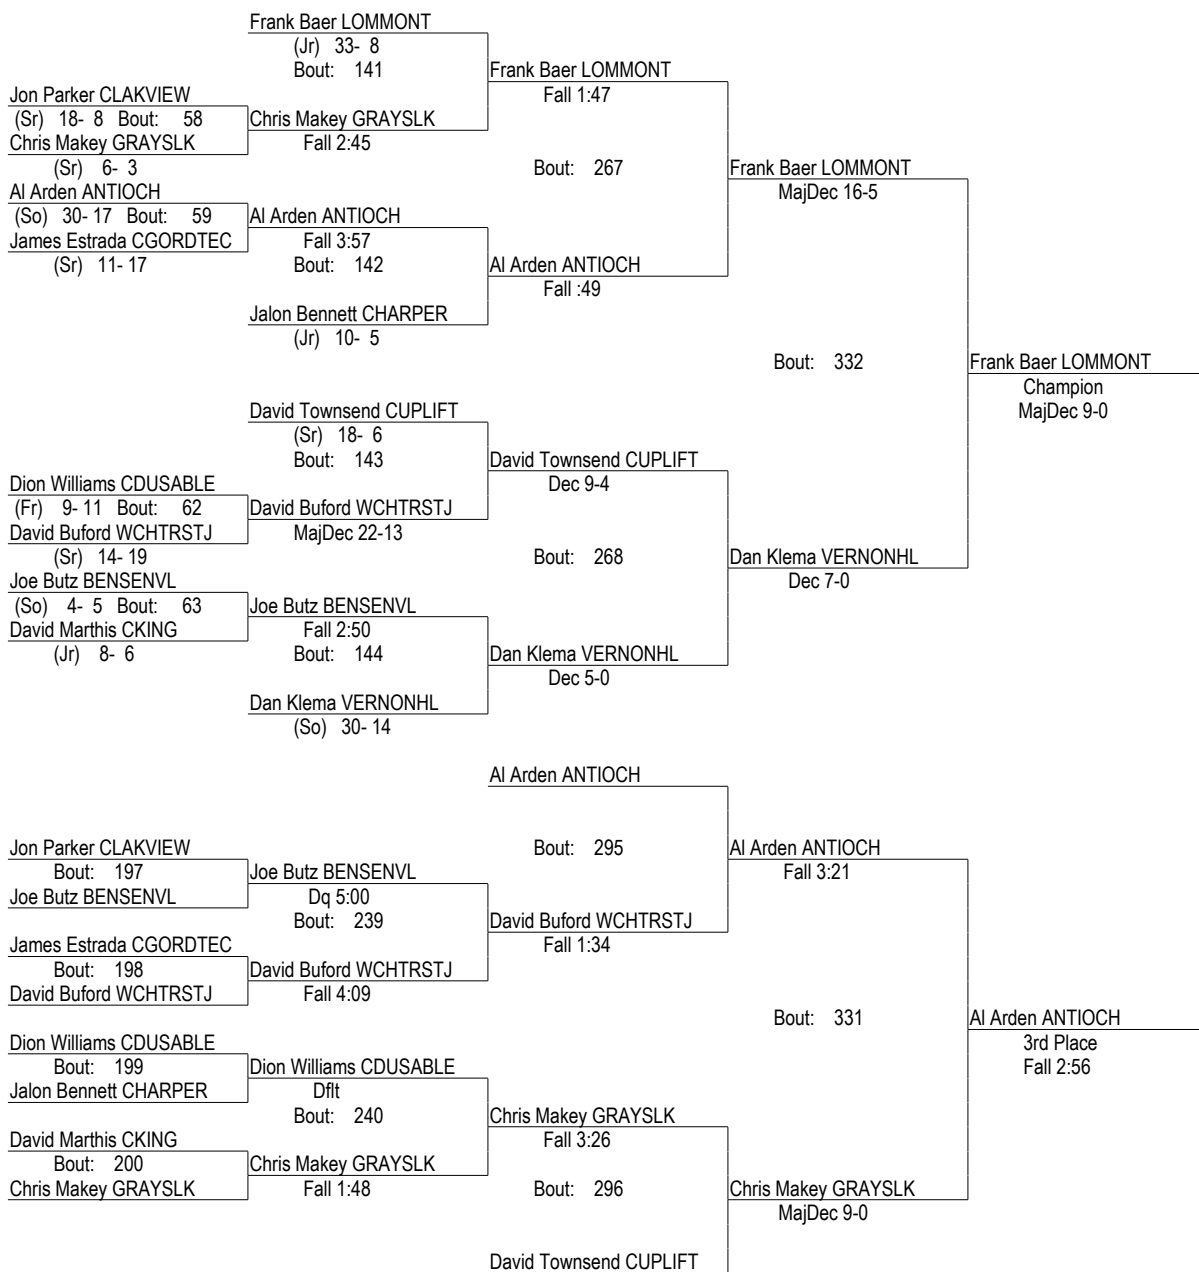 Frank Baer LOMMONT
(Jr) 33- 8
Bout: 141
Frank Baer LOMMONT
Fall 1:47
Jon Parker CLAKVIEW
(Sr) 18- 8 Bout: 58
Chris Makey GRAYSLK
Chris Makey GRAYSLK
Fall 2:45
(Sr) 6- 3
Bout: 267
Frank Baer LOMMONT
MajDec 16-5
Al Arden ANTIOCH
(So) 30- 17 Bout: 59
Al Arden ANTIOCH
James Estrada CGORDTEC
Fall 3:57
(Sr) 11- 17
Bout: 142
Al Arden ANTIOCH
Fall :49
Jalon Bennett CHARPER
(Jr) 10- 5
Bout: 332
Frank Baer LOMMONT
Champion
MajDec 9-0
David Townsend CUPLIFT
(Sr) 18- 6
Bout: 143
David Townsend CUPLIFT
Dec 9-4
Dion Williams CDUSABLE
(Fr) 9- 11 Bout: 62
David Buford WCHTRSTJ
David Buford WCHTRSTJ
MajDec 22-13
(Sr) 14- 19
Bout: 268
Dan Klema VERNONHL
Dec 7-0
Joe Butz BENSENVL
(So) 4- 5 Bout: 63
Joe Butz BENSENVL
David Marthis CKING
Fall 2:50
(Jr) 8- 6
Bout: 144
Dan Klema VERNONHL
Dec 5-0
Dan Klema VERNONHL
(So) 30- 14
Al Arden ANTIOCH
Bout: 295
Al Arden ANTIOCH
Fall 3:21
Jon Parker CLAKVIEW
Bout: 197
Joe Butz BENSENVL
Joe Butz BENSENVL
Dq 5:00
Bout: 239
David Buford WCHTRSTJ
Fall 1:34
James Estrada CGORDTEC
Bout: 198
David Buford WCHTRSTJ
David Buford WCHTRSTJ
Fall 4:09
Bout: 331
Al Arden ANTIOCH
3rd Place
Fall 2:56
Dion Williams CDUSABLE
Bout: 199
Dion Williams CDUSABLE
Jalon Bennett CHARPER
Dflt
Bout: 240
Chris Makey GRAYSLK
Fall 3:26
David Marthis CKING
Bout: 200
Chris Makey GRAYSLK
Chris Makey GRAYSLK
Fall 1:48
Bout: 296
Chris Makey GRAYSLK
MajDec 9-0
David Townsend CUPLIFT